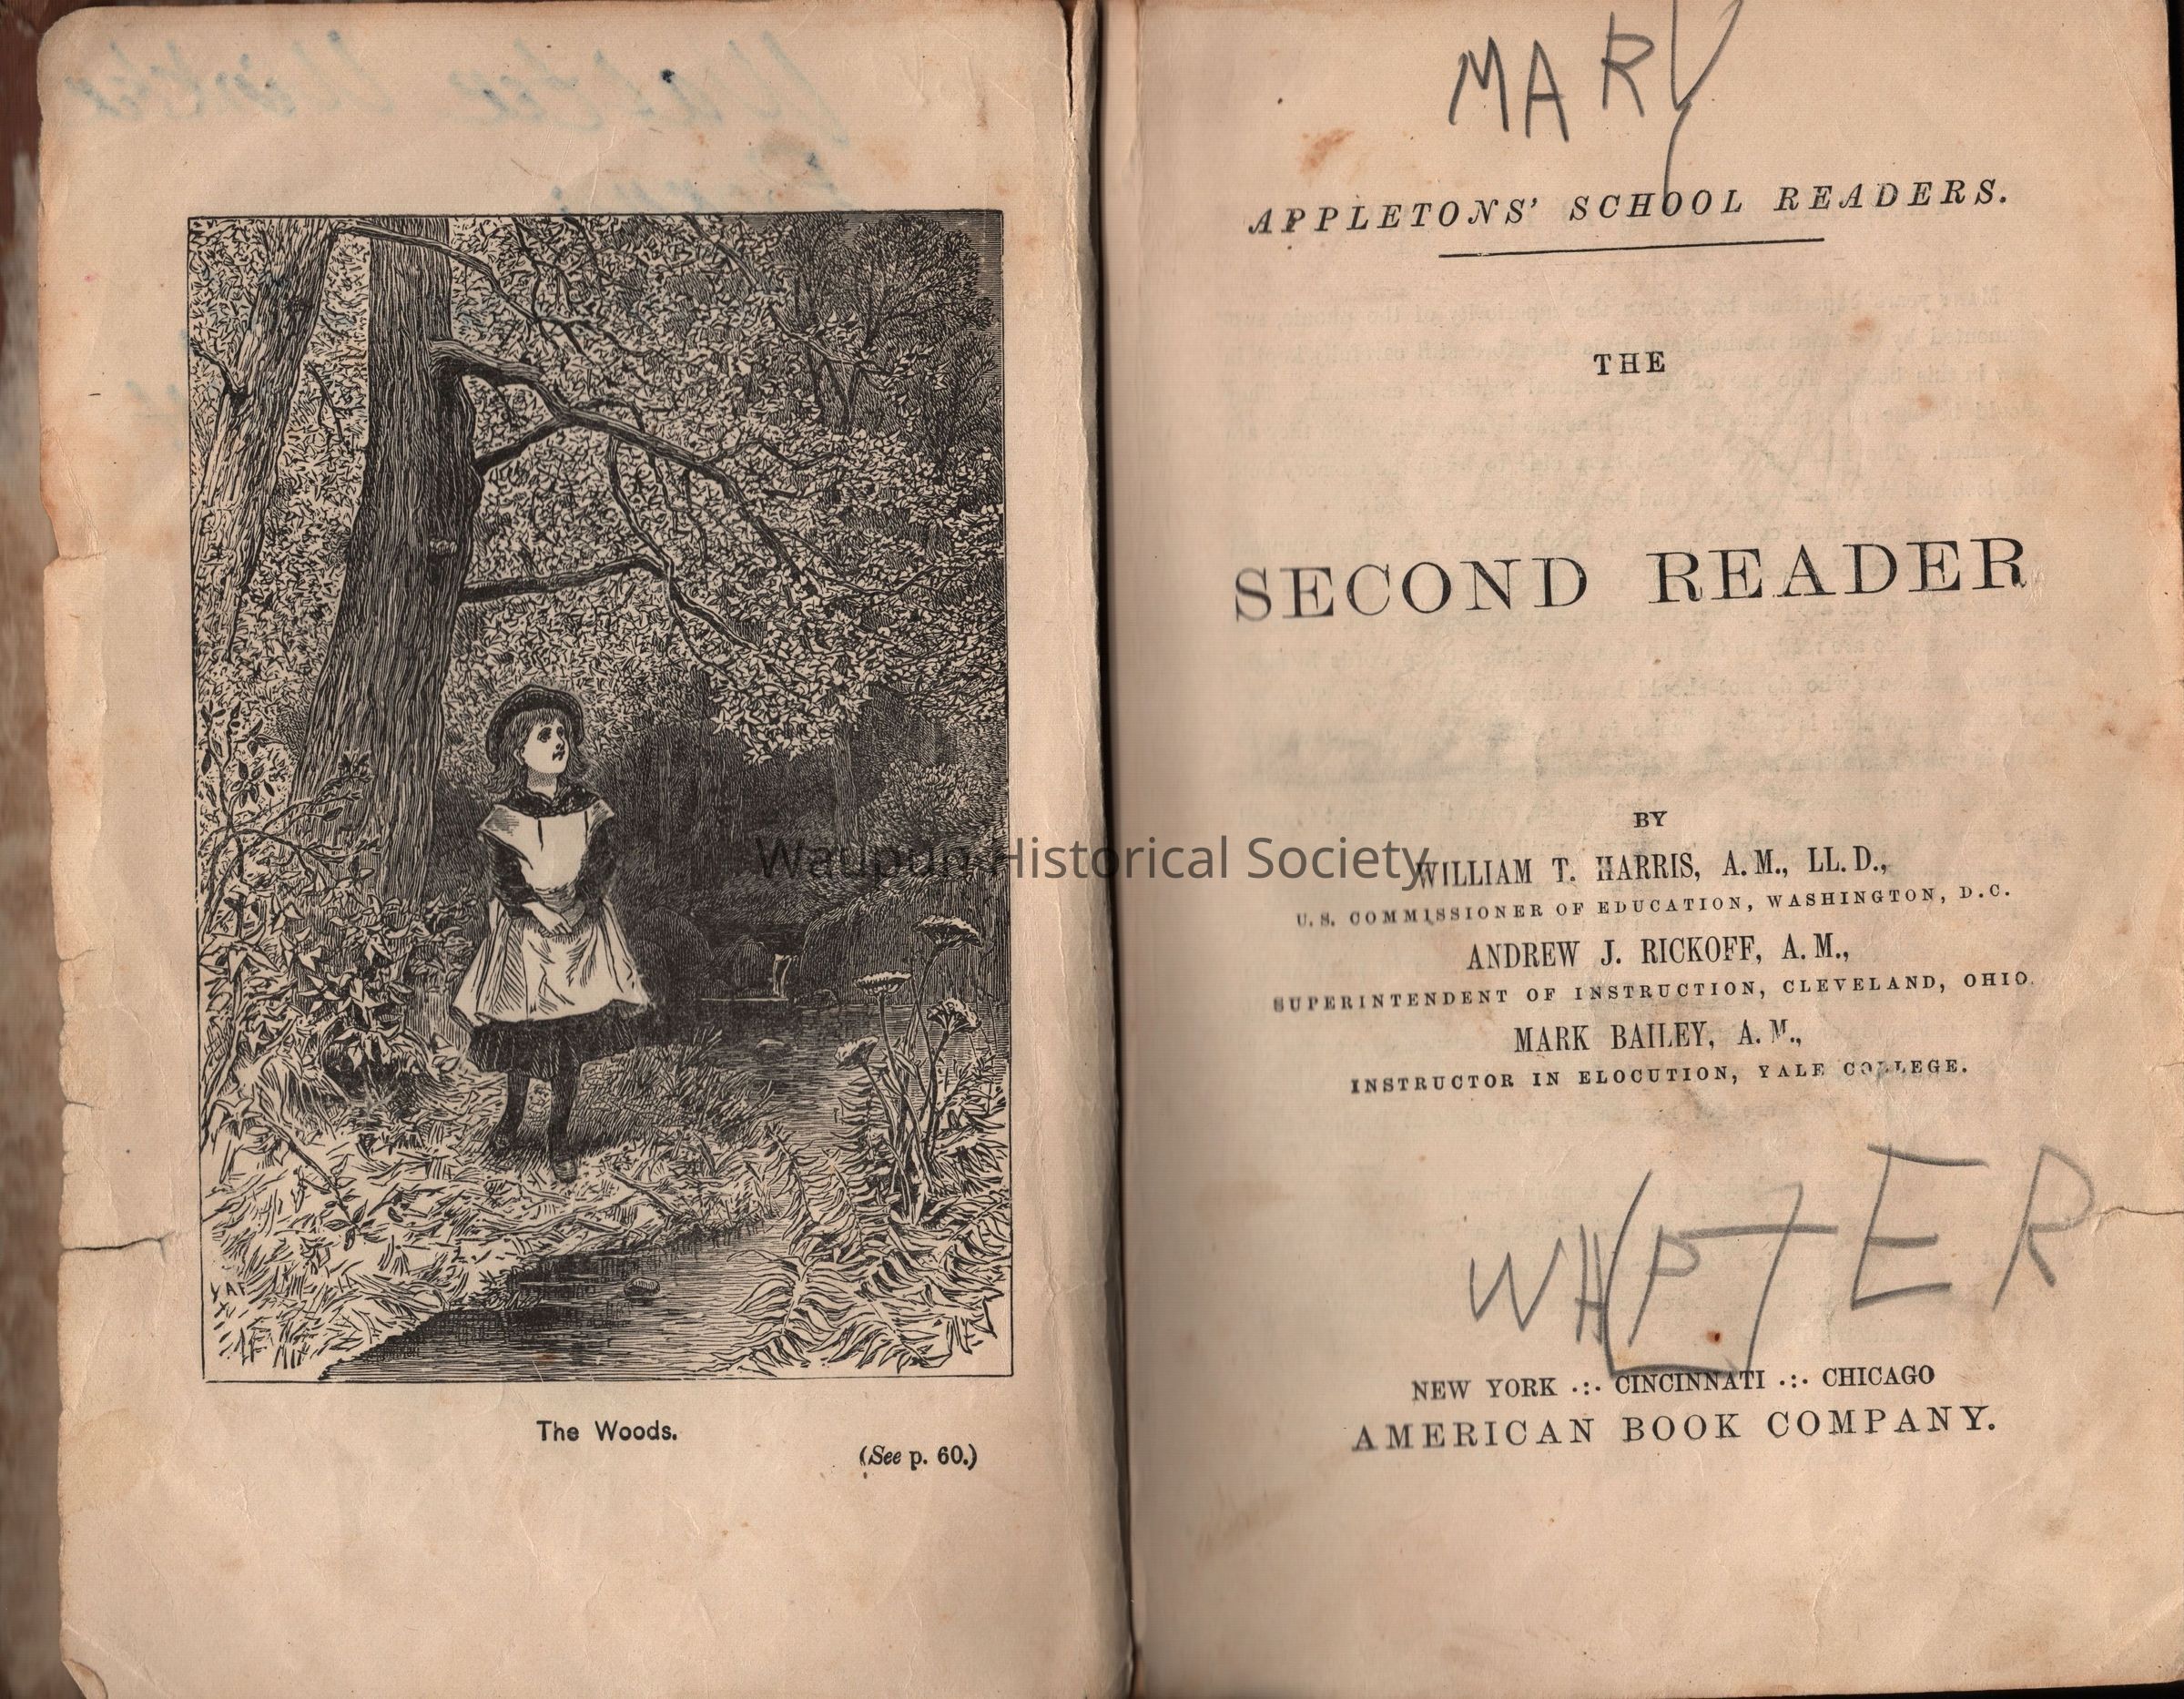 The Woods.
(See p. 60.)
MARY
APPLETONS' SCHOOL READERS.
THE
SECOND READER
BY
WILLIAM T. HARRIS, A.M., LL.D.,
U.S. COMMISSIONER OF EDUCATION, WASHINGTON, D.C.
ANDREW J. RICKOFF, A.M.,
SUPERINTENDENT OF INSTRUCTION, CLEVELAND, OHIO.
MARK BAILEY, A.M.,
INSTRUCTOR IN ELOCUTION, YALE COLLEGE.
NEW YORK .:. CINCINNATI .:. CHICAGO
AMERICAN BOOK COMPANY.
Waupun Historical Society